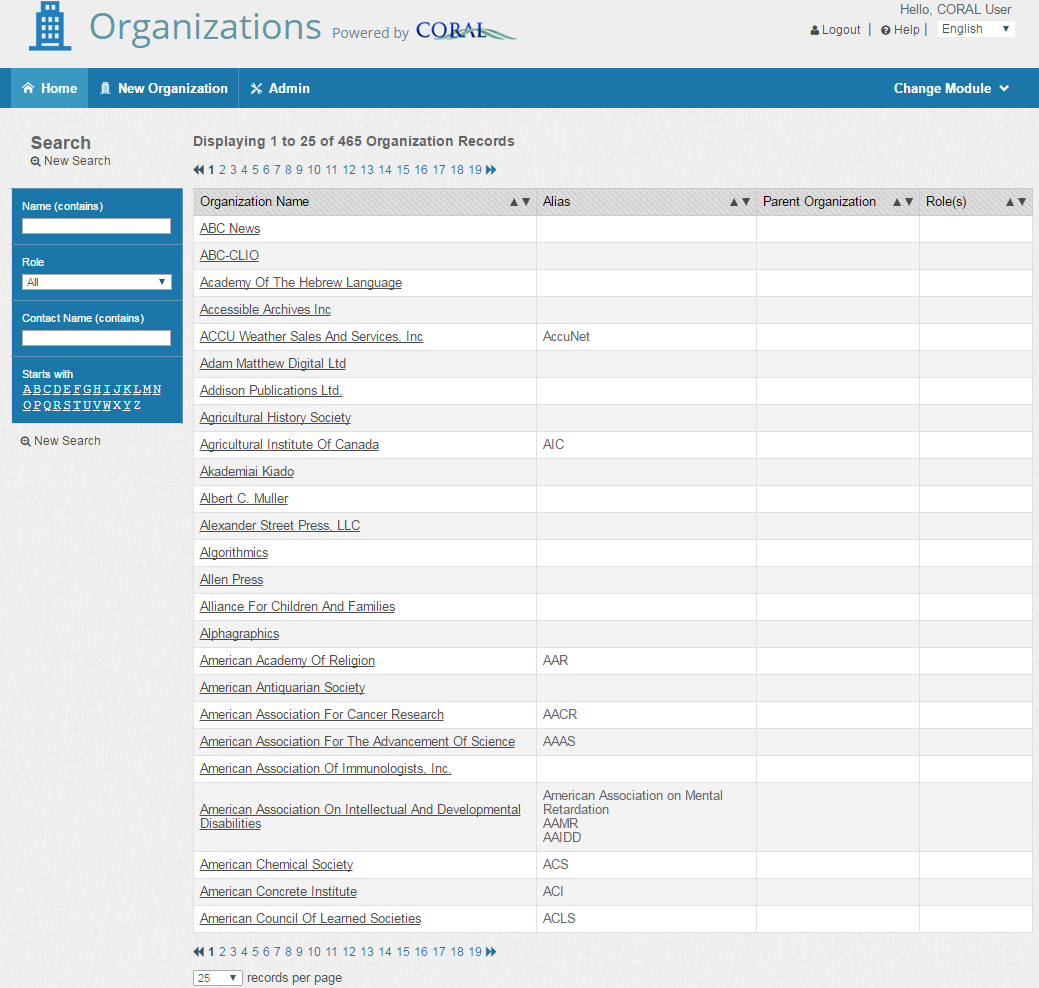 Hello, CORAL User
Organizations Powered by CORAL
Logout | Help | English
Home New Organization Admin Change Module
Search
New Search
Name (contains)
Role
All
Contact Name (contains)
Starts with
A B C D E F G H I J K L M N
O P Q R S T U V W X Y Z
New Search
Displaying 1 to 25 of 465 Organization Records
1 2 3 4 5 6 7 8 9 10 11 12 13 14 15 16 17 18 19
Organization Name Alias Parent Organization Role(s)
ABC News
ABC-CLIO
Academy Of The Hebrew Language
Accessible Archives Inc
ACCU Weather Sales And Services, Inc AccuNet
Adam Matthew Digital Ltd
Addison Publications Ltd.
Agricultural History Society
Agricultural Institute Of Canada AIC
Akademiai Kiado
Albert C. Muller
Alexander Street Press, LLC
Algorithmics
Allen Press
Alliance For Children And Families
Alphagraphics
American Academy Of Religion AAR
American Antiquarian Society
American Association For Cancer Research AACR
American Association For The Advancement Of Science AAAS
American Association Of Immunologists, Inc.
American Association On Intellectual And Developmental
Disabilities
American Association on Mental
Retardation
AAMR
AAIDD
American Chemical Society ACS
American Concrete Institute ACI
American Council Of Learned Societies ACLS
1 2 3 4 5 6 7 8 9 10 11 12 13 14 15 16 17 18 19
25 records per page